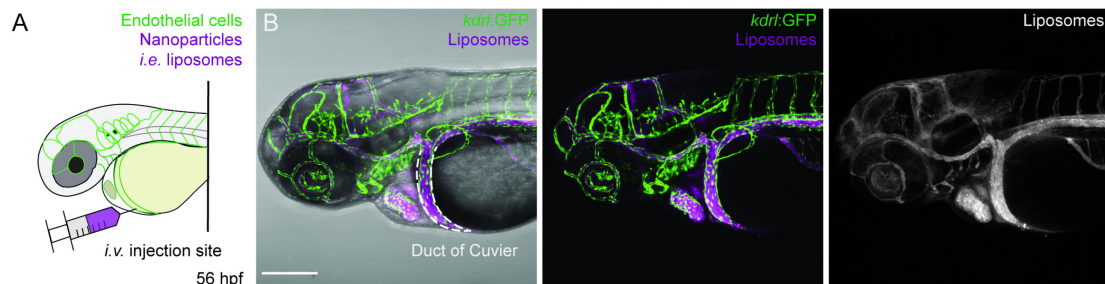 A
Endothelial cells
Nanoparticles
i.e. liposomes
i.v. injection site
56 hpf
B
kdrl:GFP
Liposomes
Duct of Cuvier
kdrl:GFP
Liposomes
Liposomes